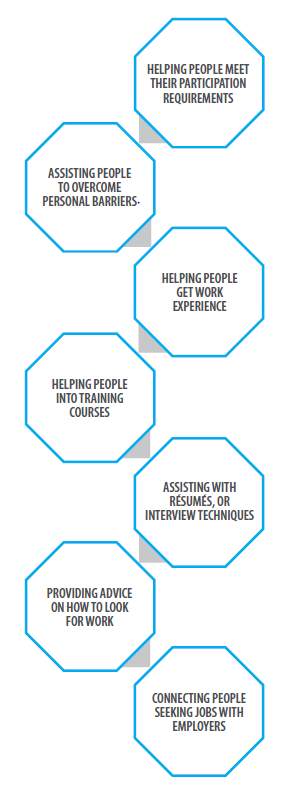 HELPING PEOPLE MEET
THEIR PARTICIPATION
REQUIREMENTS
ASSISTING PEOPLE
TO OVERCOME
PERSONAL BARRIERS·
HELPING PEOPLE
GET WORK
EXPERIENCE
HELPING PEOPLE
INTO TRAINING
COURSES
ASSISTING WITH
RÉSUMÉS, OR
INTERVIEW TECHNIQUES
PROVIDING ADVICE
ON HOW TO LOOK
FOR WORK
CONNECTING PEOPLE
SEEKING JOBS WITH
EMPLOYERS